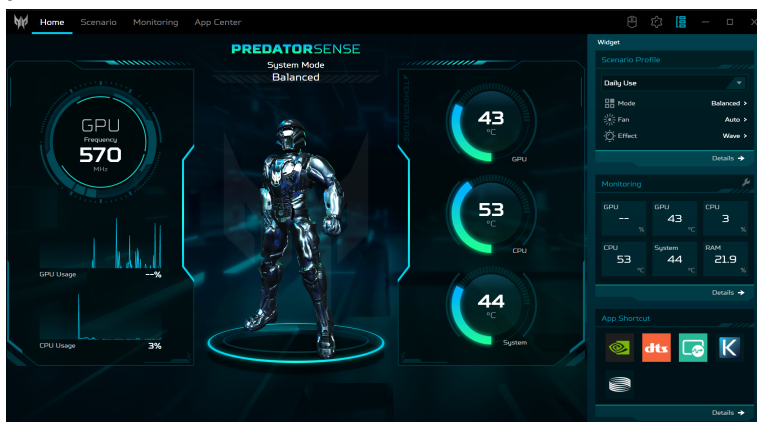 Home Scenario Monitoring App Center
PREDATORSENSE
System Mode
Balanced
TEMPERATURE
GPU
Frequency
570
MHz
GPU Usage --%
CPU Usage 3%
43
°C
GPU
53
°C
CPU
44
°C
System
Widget
Scenario Profile
Daily Use
Mode Balanced >
Fan Auto >
Effect Wave >
Details →
Monitoring
GPU GPU CPU
-- 43 3
% °C %
CPU System RAM
53 44 21.9
°C °C %
Details →
App Shortcut
dts K
Details →